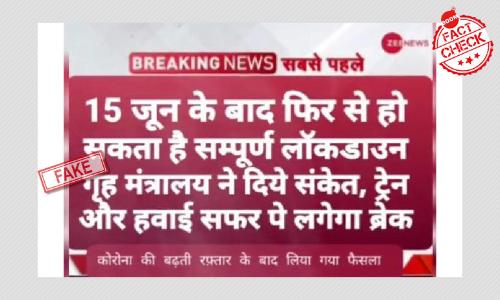 BOOM
FACT
CHECK
ZEE NEWS
BREAKING NEWS सबसे पहले
15 जून के बाद फिर से हो
सकता है सम्पूर्ण लॉकडाउन
FAKE
गृह मंत्रालय ने दिये संकेत, ट्रेन
और हवाई सफर पे लगेगा ब्रेक
कोरोना की बढ़ती रफ़्तार के बाद लिया गया फैसला